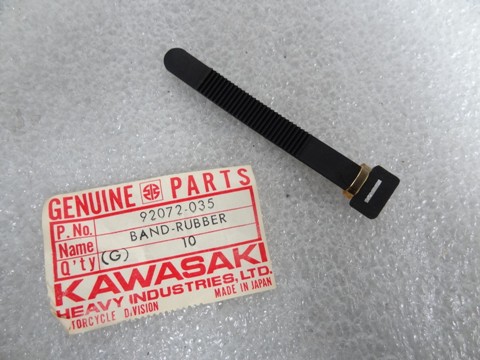 GENUINE PARTS
P. No. 92072-035
Name BAND-RUBBER
Q'ty (G) 10
KAWASAKI
HEAVY INDUSTRIES, LTD.
MOTORCYCLE DIVISION MADE IN JAPAN